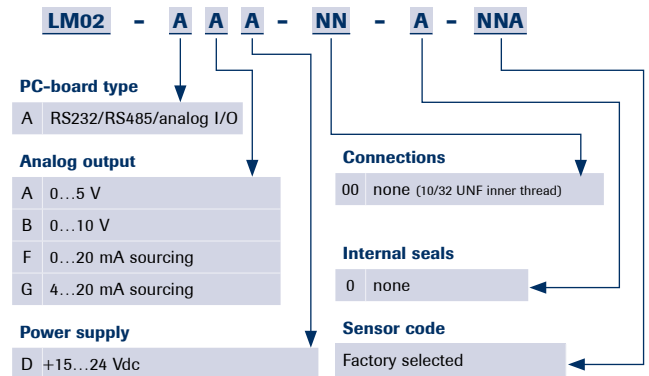 LM02 - A A A - NN - A - NNA
PC-board type
A RS232/RS485/analog I/O
Analog output
A 0…5 V
B 0…10 V
F 0…20 mA sourcing
G 4…20 mA sourcing
Power supply
D +15…24 Vdc
Connections
00 none (10/32 UNF inner thread)
Internal seals
0 none
Sensor code
Factory selected